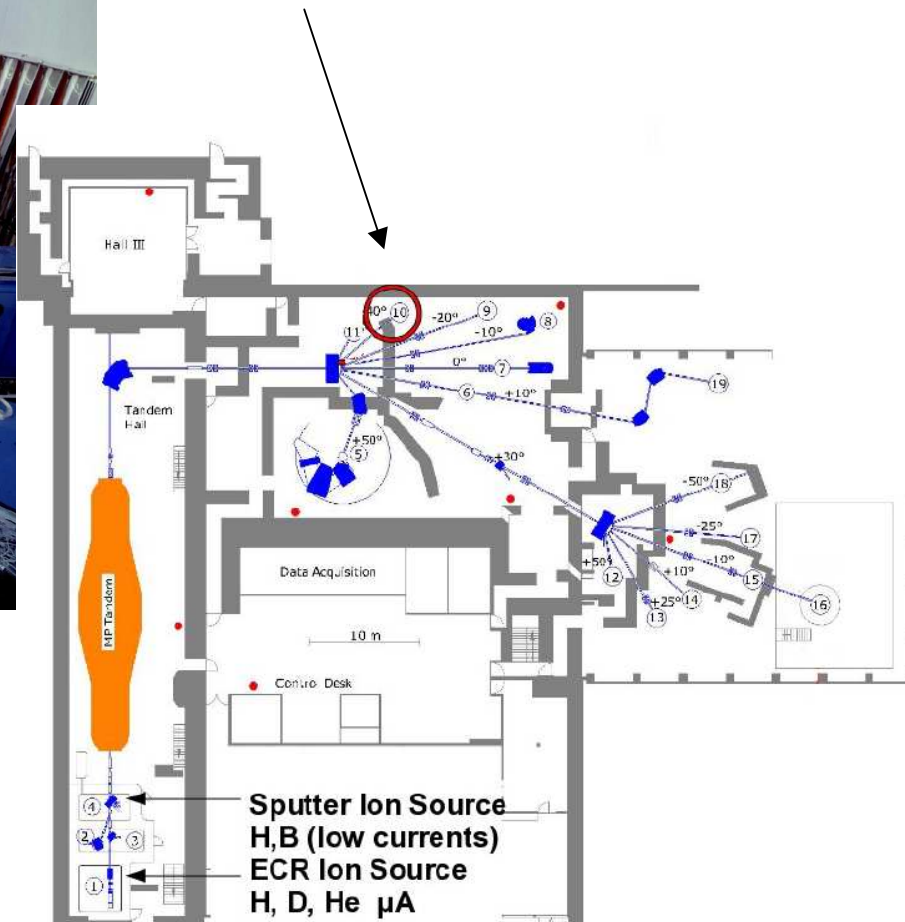 Hall III
40°
10
-20°
9
11
-10°
8
0°
7
6
+10°
19
Tandem
Hall
+50°
5
+30°
-50°
18
-25°
17
Data Acquisition
+50°
12
+10°
-10°
15
MP Tandem
14
16
+25°
13
10 m
Contro Desk
4
Sputter Ion Source
2
3
H,B (low currents)
ECR Ion Source
1
H, D, He µA